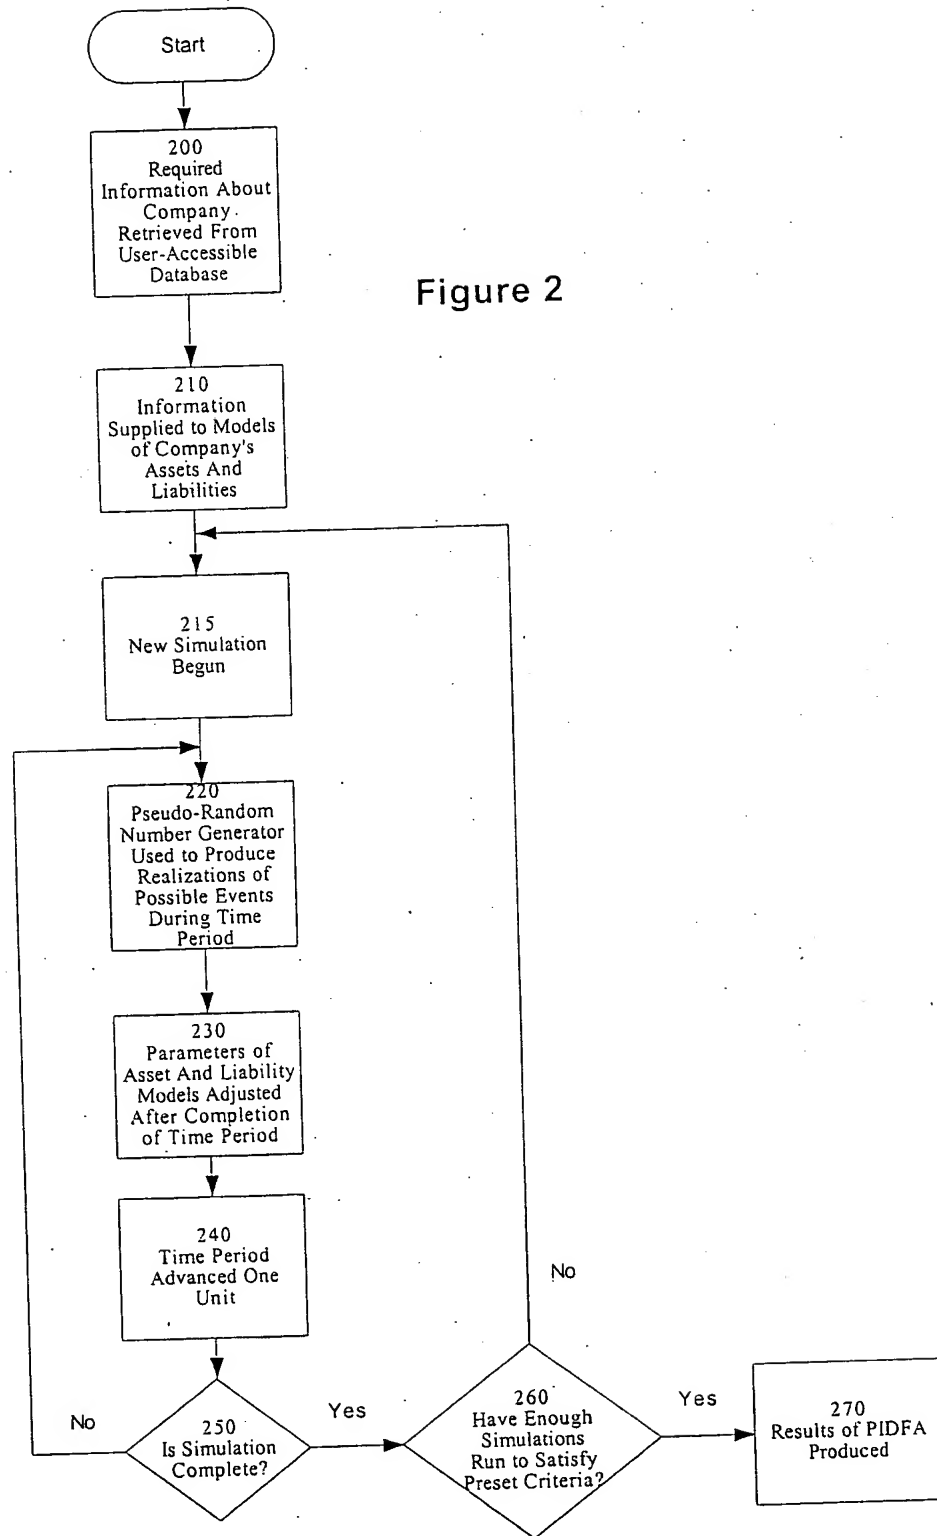 Start
200
Required
Information About
Company
Retrieved From
User-Accessible
Database
Figure 2
210
Information
Supplied to Models
of Company's
Assets And
Liabilities
215
New Simulation
Begun
220
Pseudo-Random
Number Generator
Used to Produce
Realizations of
Possible Events
During Time
Period
230
Parameters of
Asset And Liability
Models Adjusted
After Completion
of Time Period
240
Time Period
Advanced One
Unit
No
250
Is Simulation
Complete?
Yes
No
260
Have Enough
Simulations
Run to Satisfy
Preset Criteria?
Yes
270
Results of PIDFA
Produced